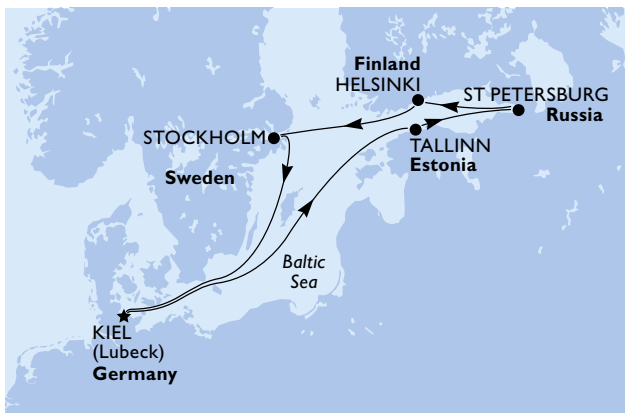 Finland
HELSINKI
ST PETERSBURG
Russia
STOCKHOLM
TALLINN
Estonia
Sweden
Baltic
Sea
KIEL
(Lubeck)
Germany